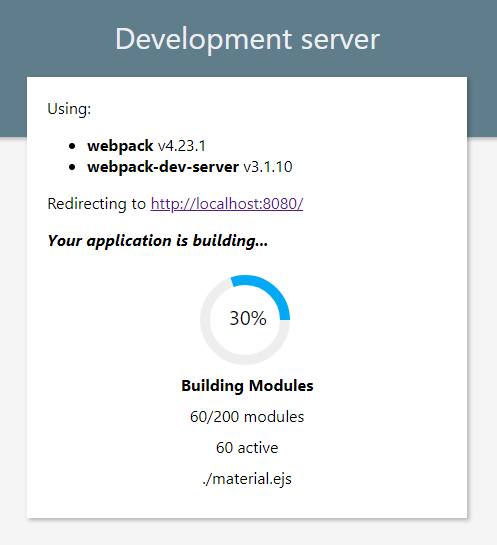 Development server
Using:
webpack v4.23.1
webpack-dev-server v3.1.10
Redirecting to http://localhost:8080/
Your application is building...
30%
Building Modules
60/200 modules
60 active
./material.ejs